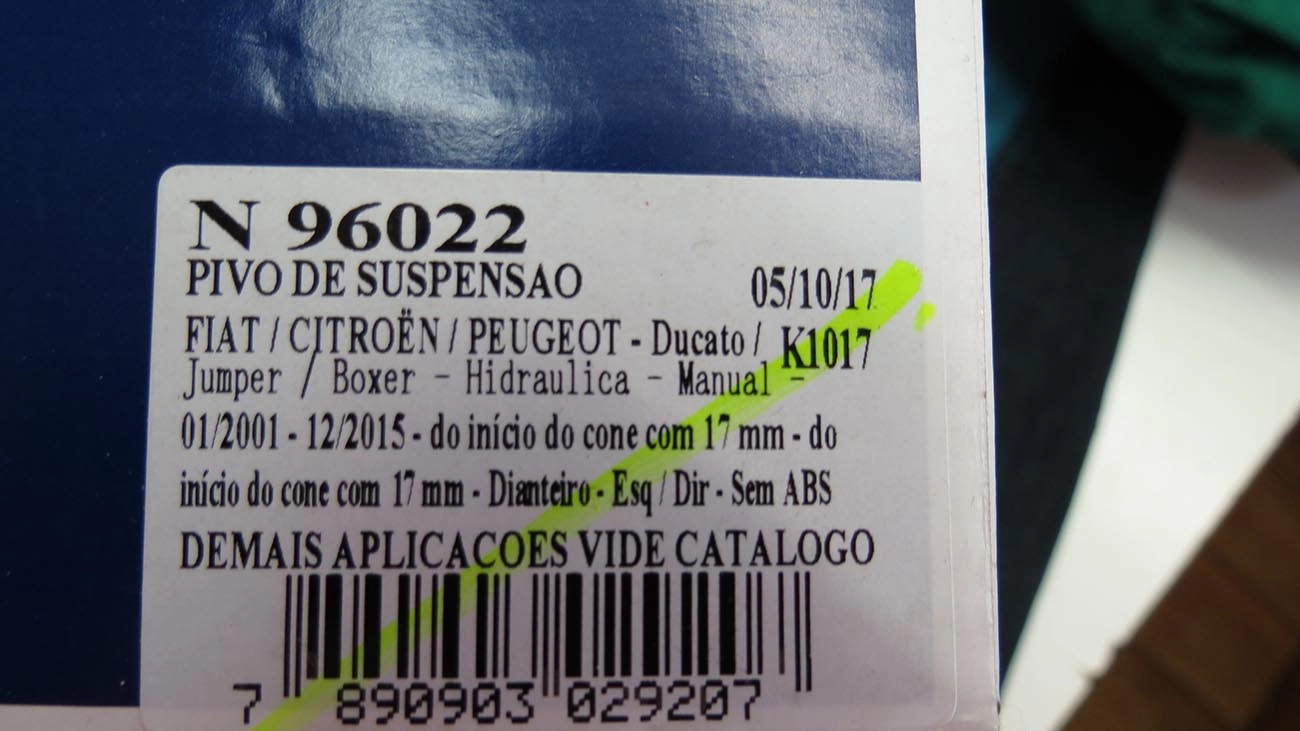 N 96022
PIVO DE SUSPENSAO 05/10/17
FIAT / CITROËN / PEUGEOT - Ducato / K1017
Jumper / Boxer - Hidraulica - Manual -
01/2001 - 12/2015 - do início do cone com 17 mm - do
início do cone com 17 mm - Dianteiro - Esq / Dir - Sem ABS
DEMAIS APLICACOES VIDE CATALOGO
7 890903 029207